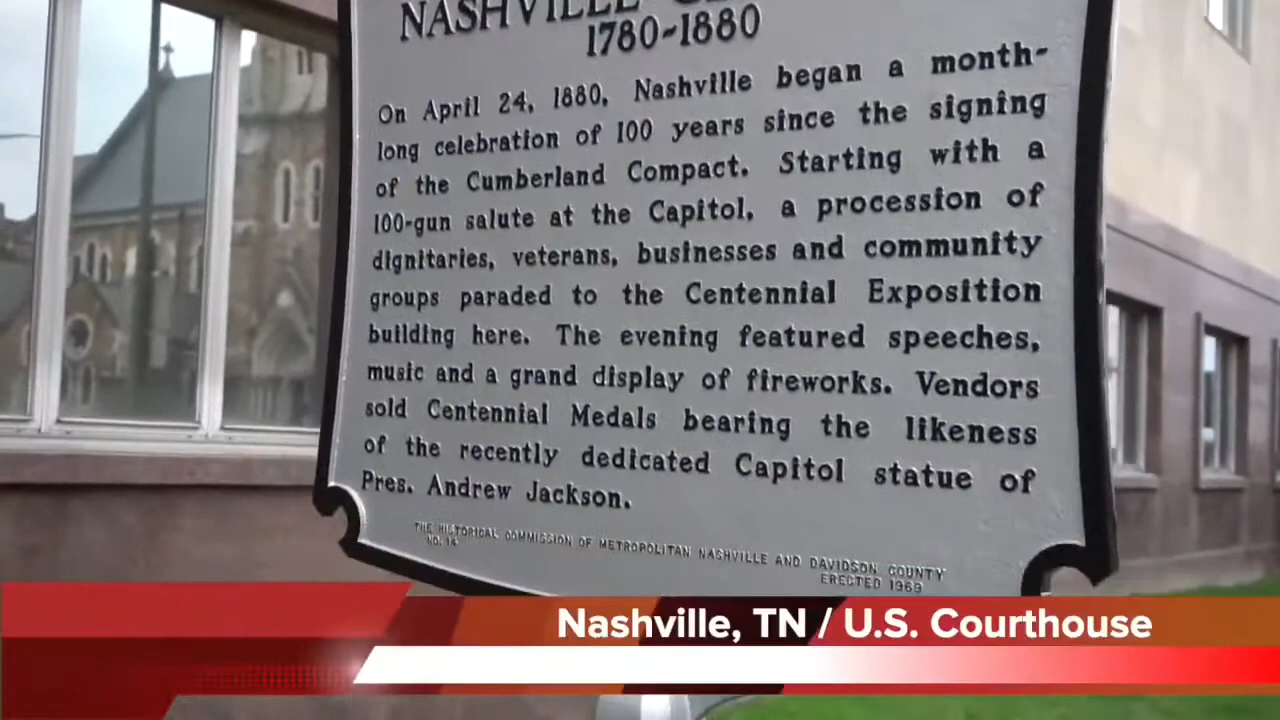 NASHVILLE
1780-1880
On April 24, 1880, Nashville began a month-
long celebration of 100 years since the signing
of the Cumberland Compact. Starting with a
100-gun salute at the Capitol, a procession of
dignitaries, veterans, businesses and community
groups paraded to the Centennial Exposition
building here. The evening featured speeches,
music and a grand display of fireworks. Vendors
sold Centennial Medals bearing the likeness
of the recently dedicated Capitol statue of
Pres. Andrew Jackson.
THE HISTORICAL COMMISSION OF METROPOLITAN NASHVILLE AND DAVIDSON COUNTY
NO. 14 ERECTED 1969
Nashville, TN / U.S. Courthouse